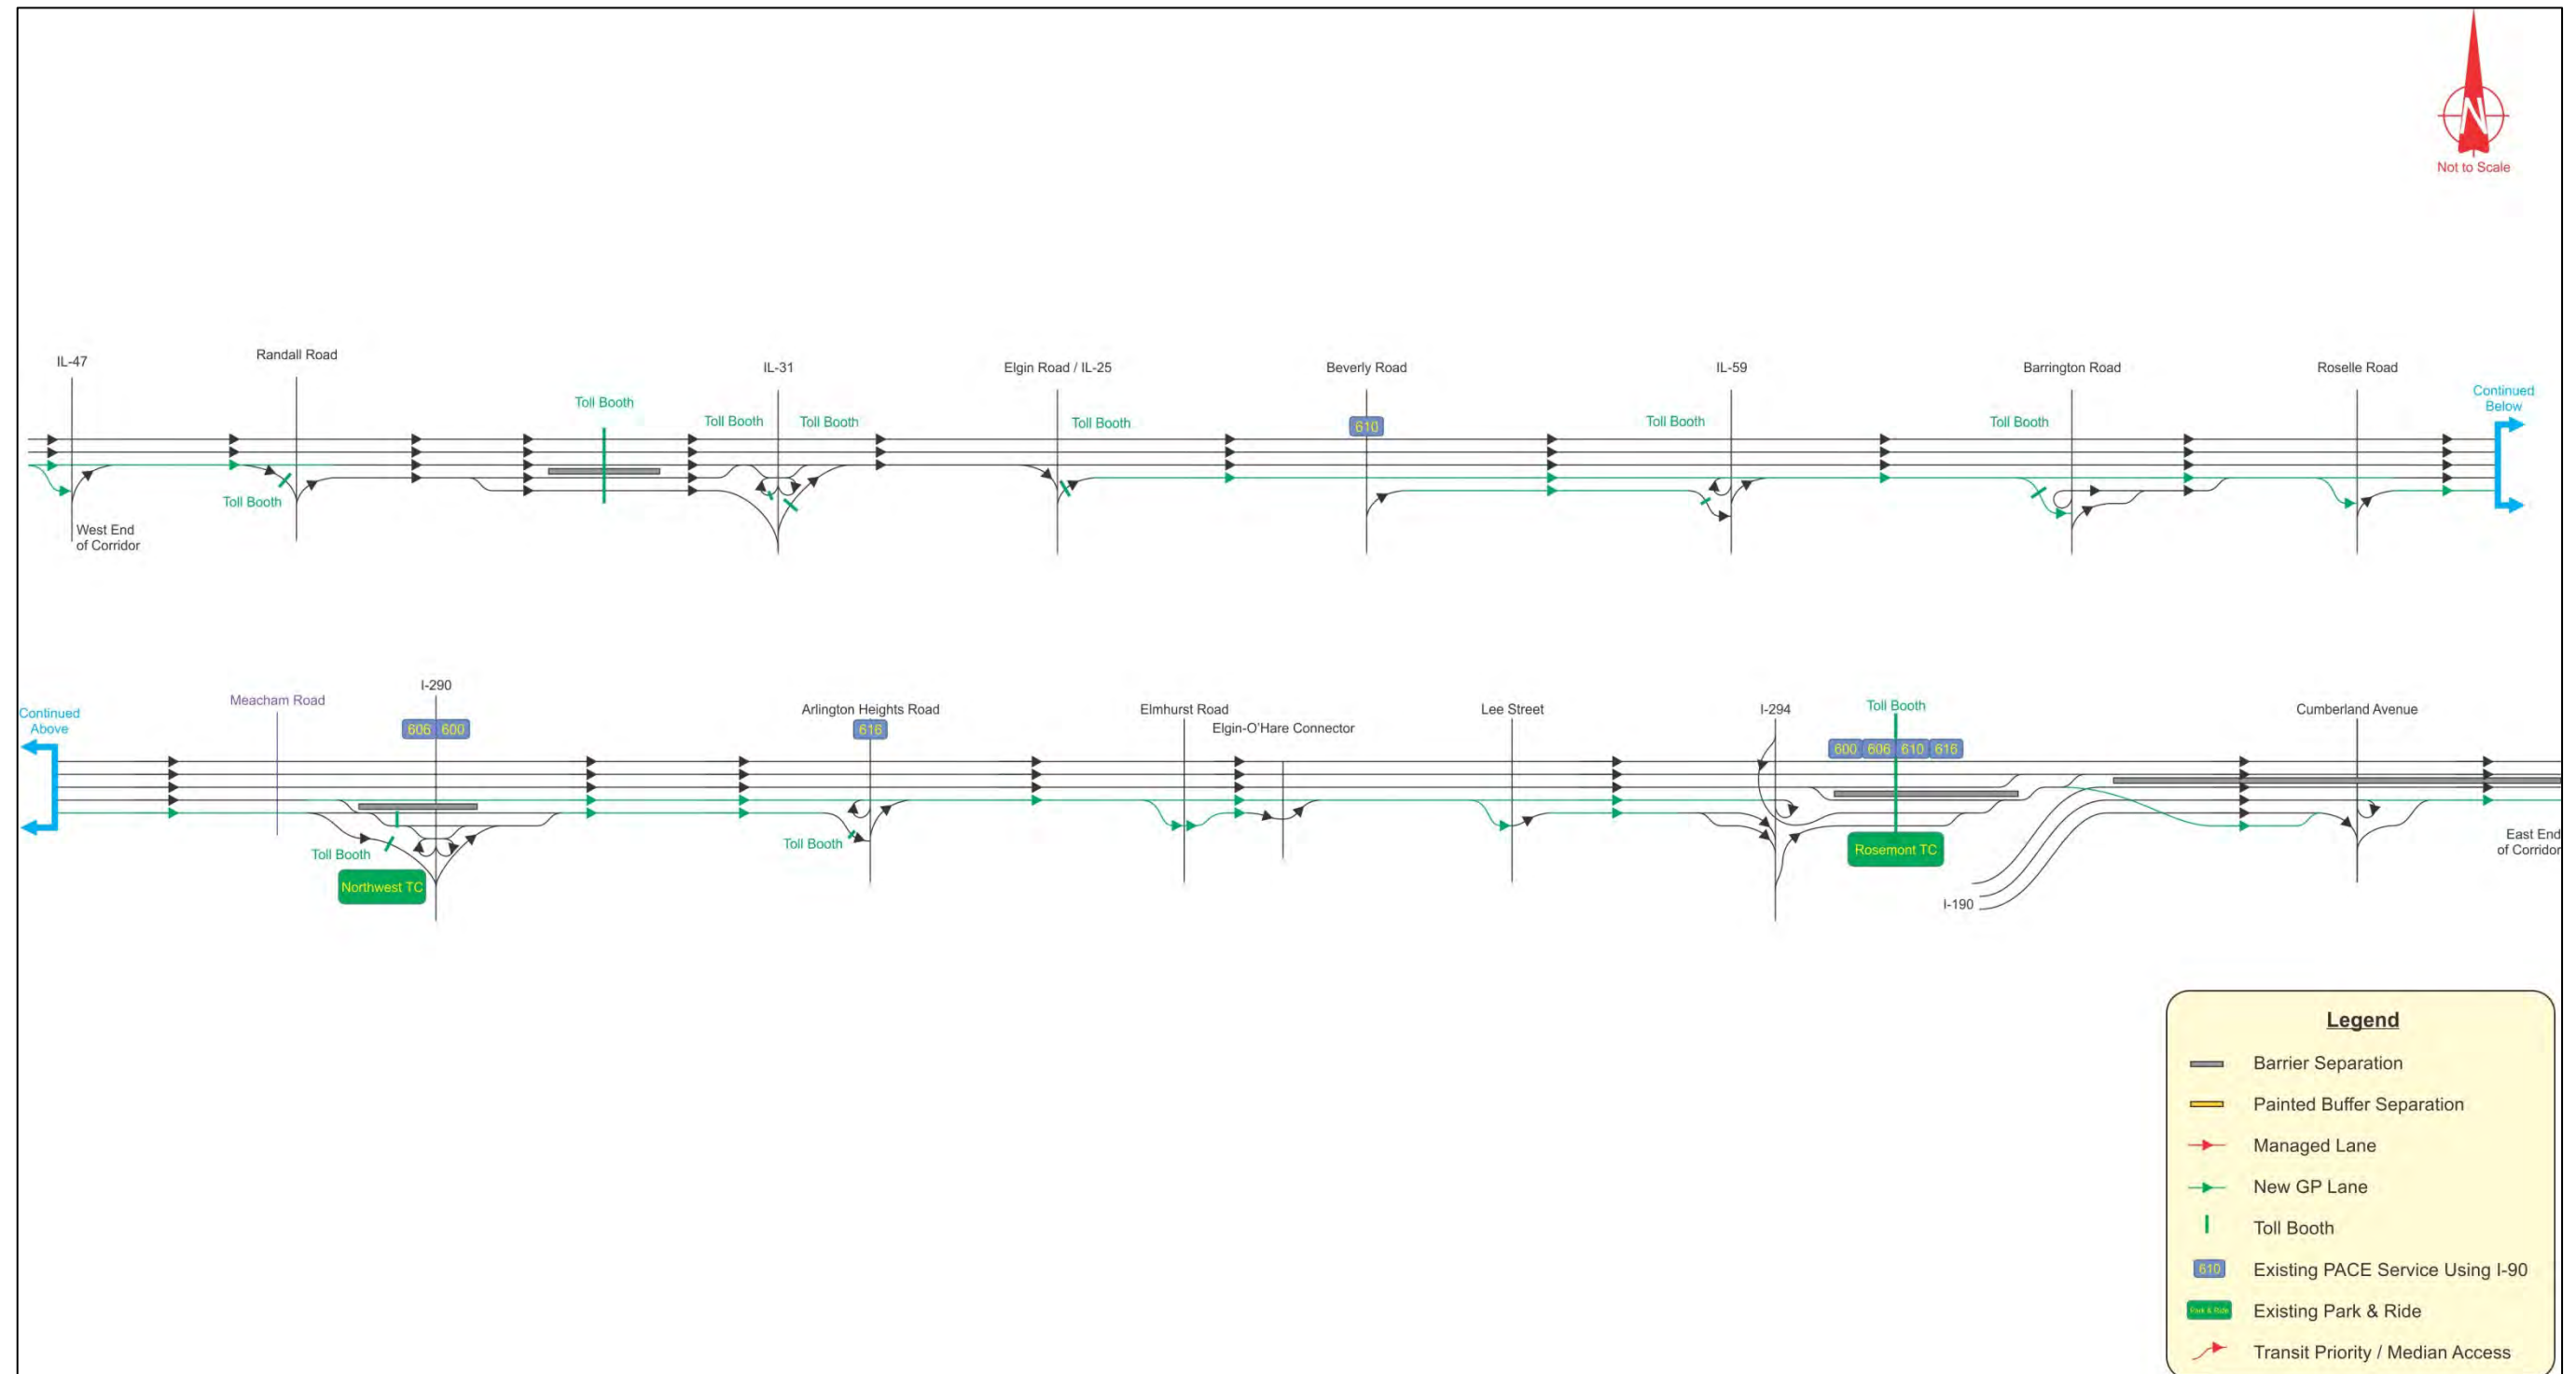 N
Not to Scale
IL-47
Randall Road
IL-31
Elgin Road / IL-25
Beverly Road
IL-59
Barrington Road
Roselle Road
Continued
Below
Toll Booth
Toll Booth
Toll Booth
Toll Booth
610
Toll Booth
Toll Booth
Toll Booth
West End
of Corridor
Continued
Above
Meacham Road
I-290
606 600
Arlington Heights Road
616
Elmhurst Road
Elgin-O'Hare Connector
Lee Street
I-294
Toll Booth
600 606 610 616
Cumberland Avenue
Toll Booth
Northwest TC
Toll Booth
Rosemont TC
I-190
East End
of Corridor
Legend
Barrier Separation
Painted Buffer Separation
Managed Lane
New GP Lane
Toll Booth
610 Existing PACE Service Using I-90
Park & Ride Existing Park & Ride
Transit Priority / Median Access